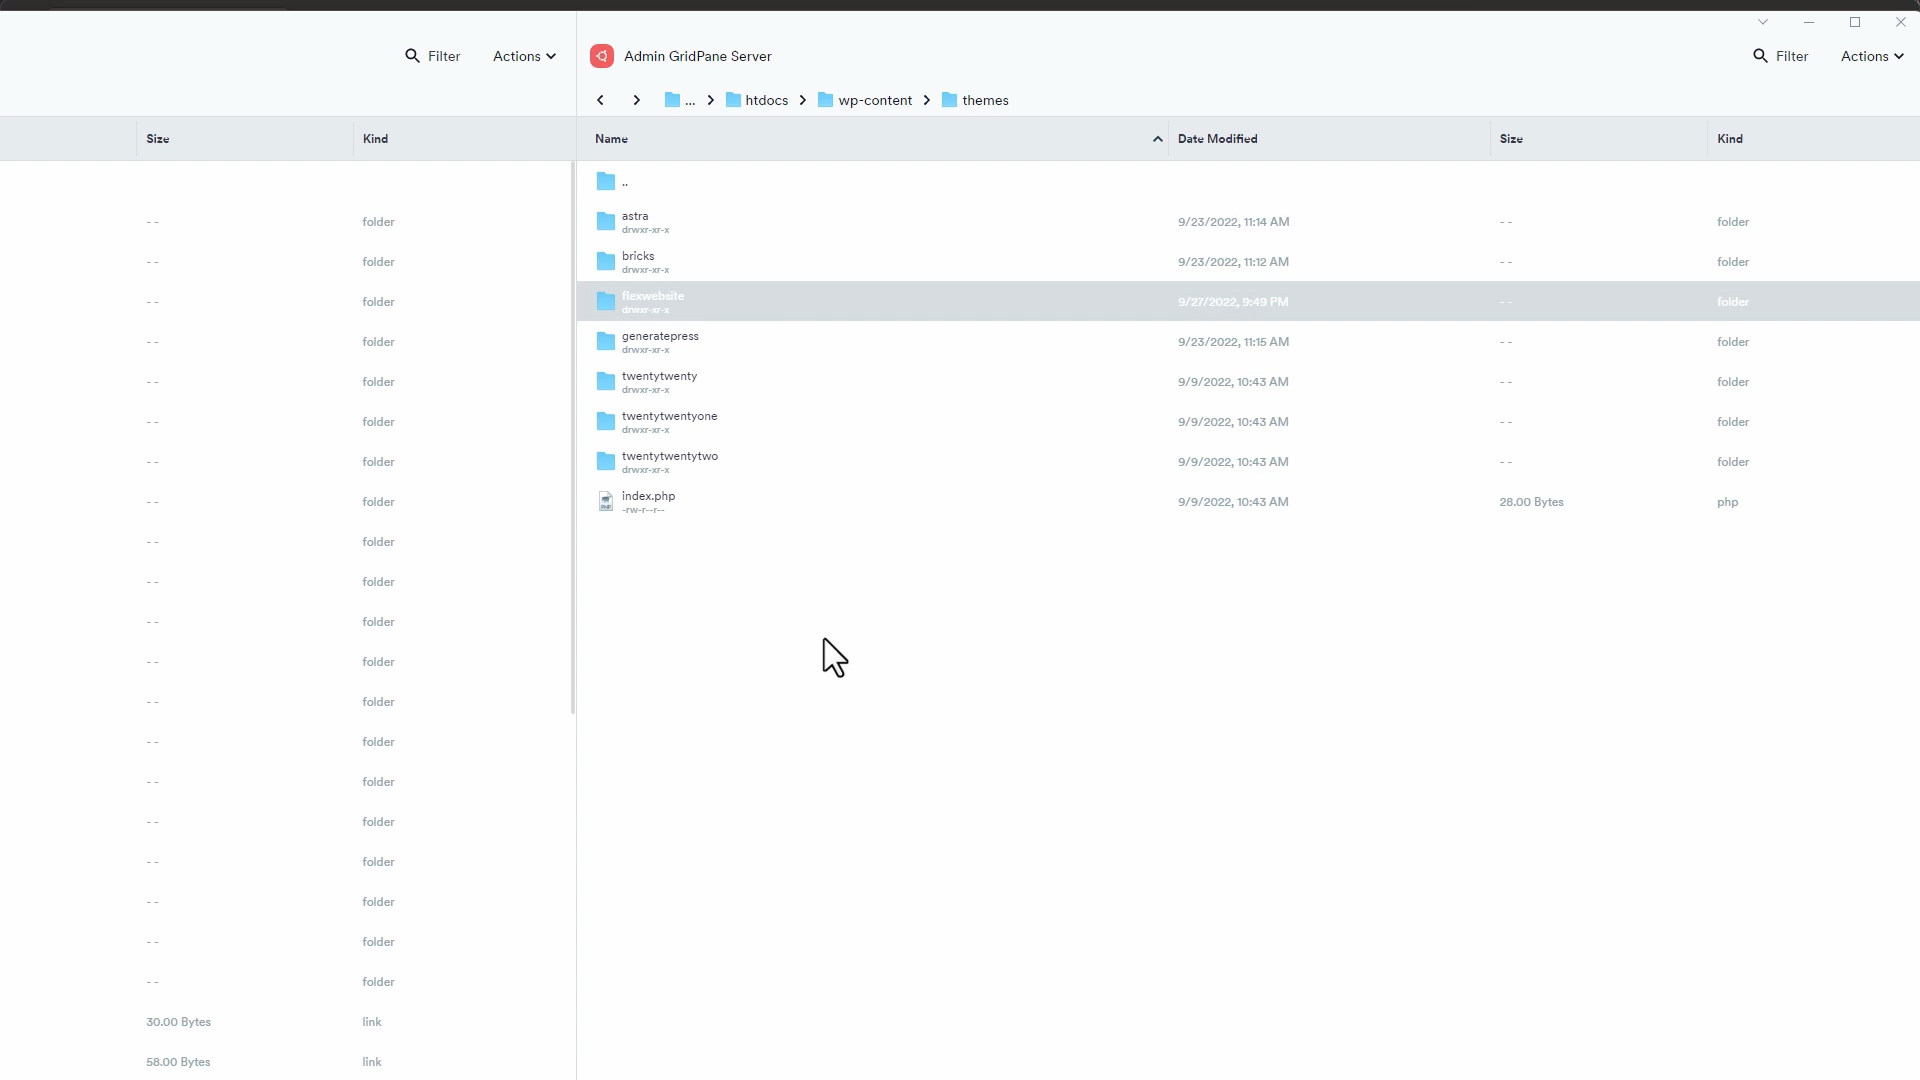 Filter Actions
Admin GridPane Server
Filter Actions
... htdocs wp-content themes
Size Kind
Name Date Modified Size Kind
..
-- folder
astra
drwxr-xr-x
9/23/2022, 11:14 AM -- folder
-- folder
bricks
drwxr-xr-x
9/23/2022, 11:12 AM -- folder
-- folder
flexwebsite
drwxr-xr-x
9/27/2022, 9:49 PM -- folder
-- folder
generatepress
drwxr-xr-x
9/23/2022, 11:15 AM -- folder
-- folder
twentytwenty
drwxr-xr-x
9/9/2022, 10:43 AM -- folder
-- folder
twentytwentyone
drwxr-xr-x
9/9/2022, 10:43 AM -- folder
-- folder
twentytwentytwo
drwxr-xr-x
9/9/2022, 10:43 AM -- folder
-- folder
index.php
-rw-r--r--
9/9/2022, 10:43 AM 28.00 Bytes php
-- folder
-- folder
-- folder
-- folder
-- folder
-- folder
-- folder
-- folder
-- folder
-- folder
-- folder
-- folder
30.00 Bytes link
58.00 Bytes link